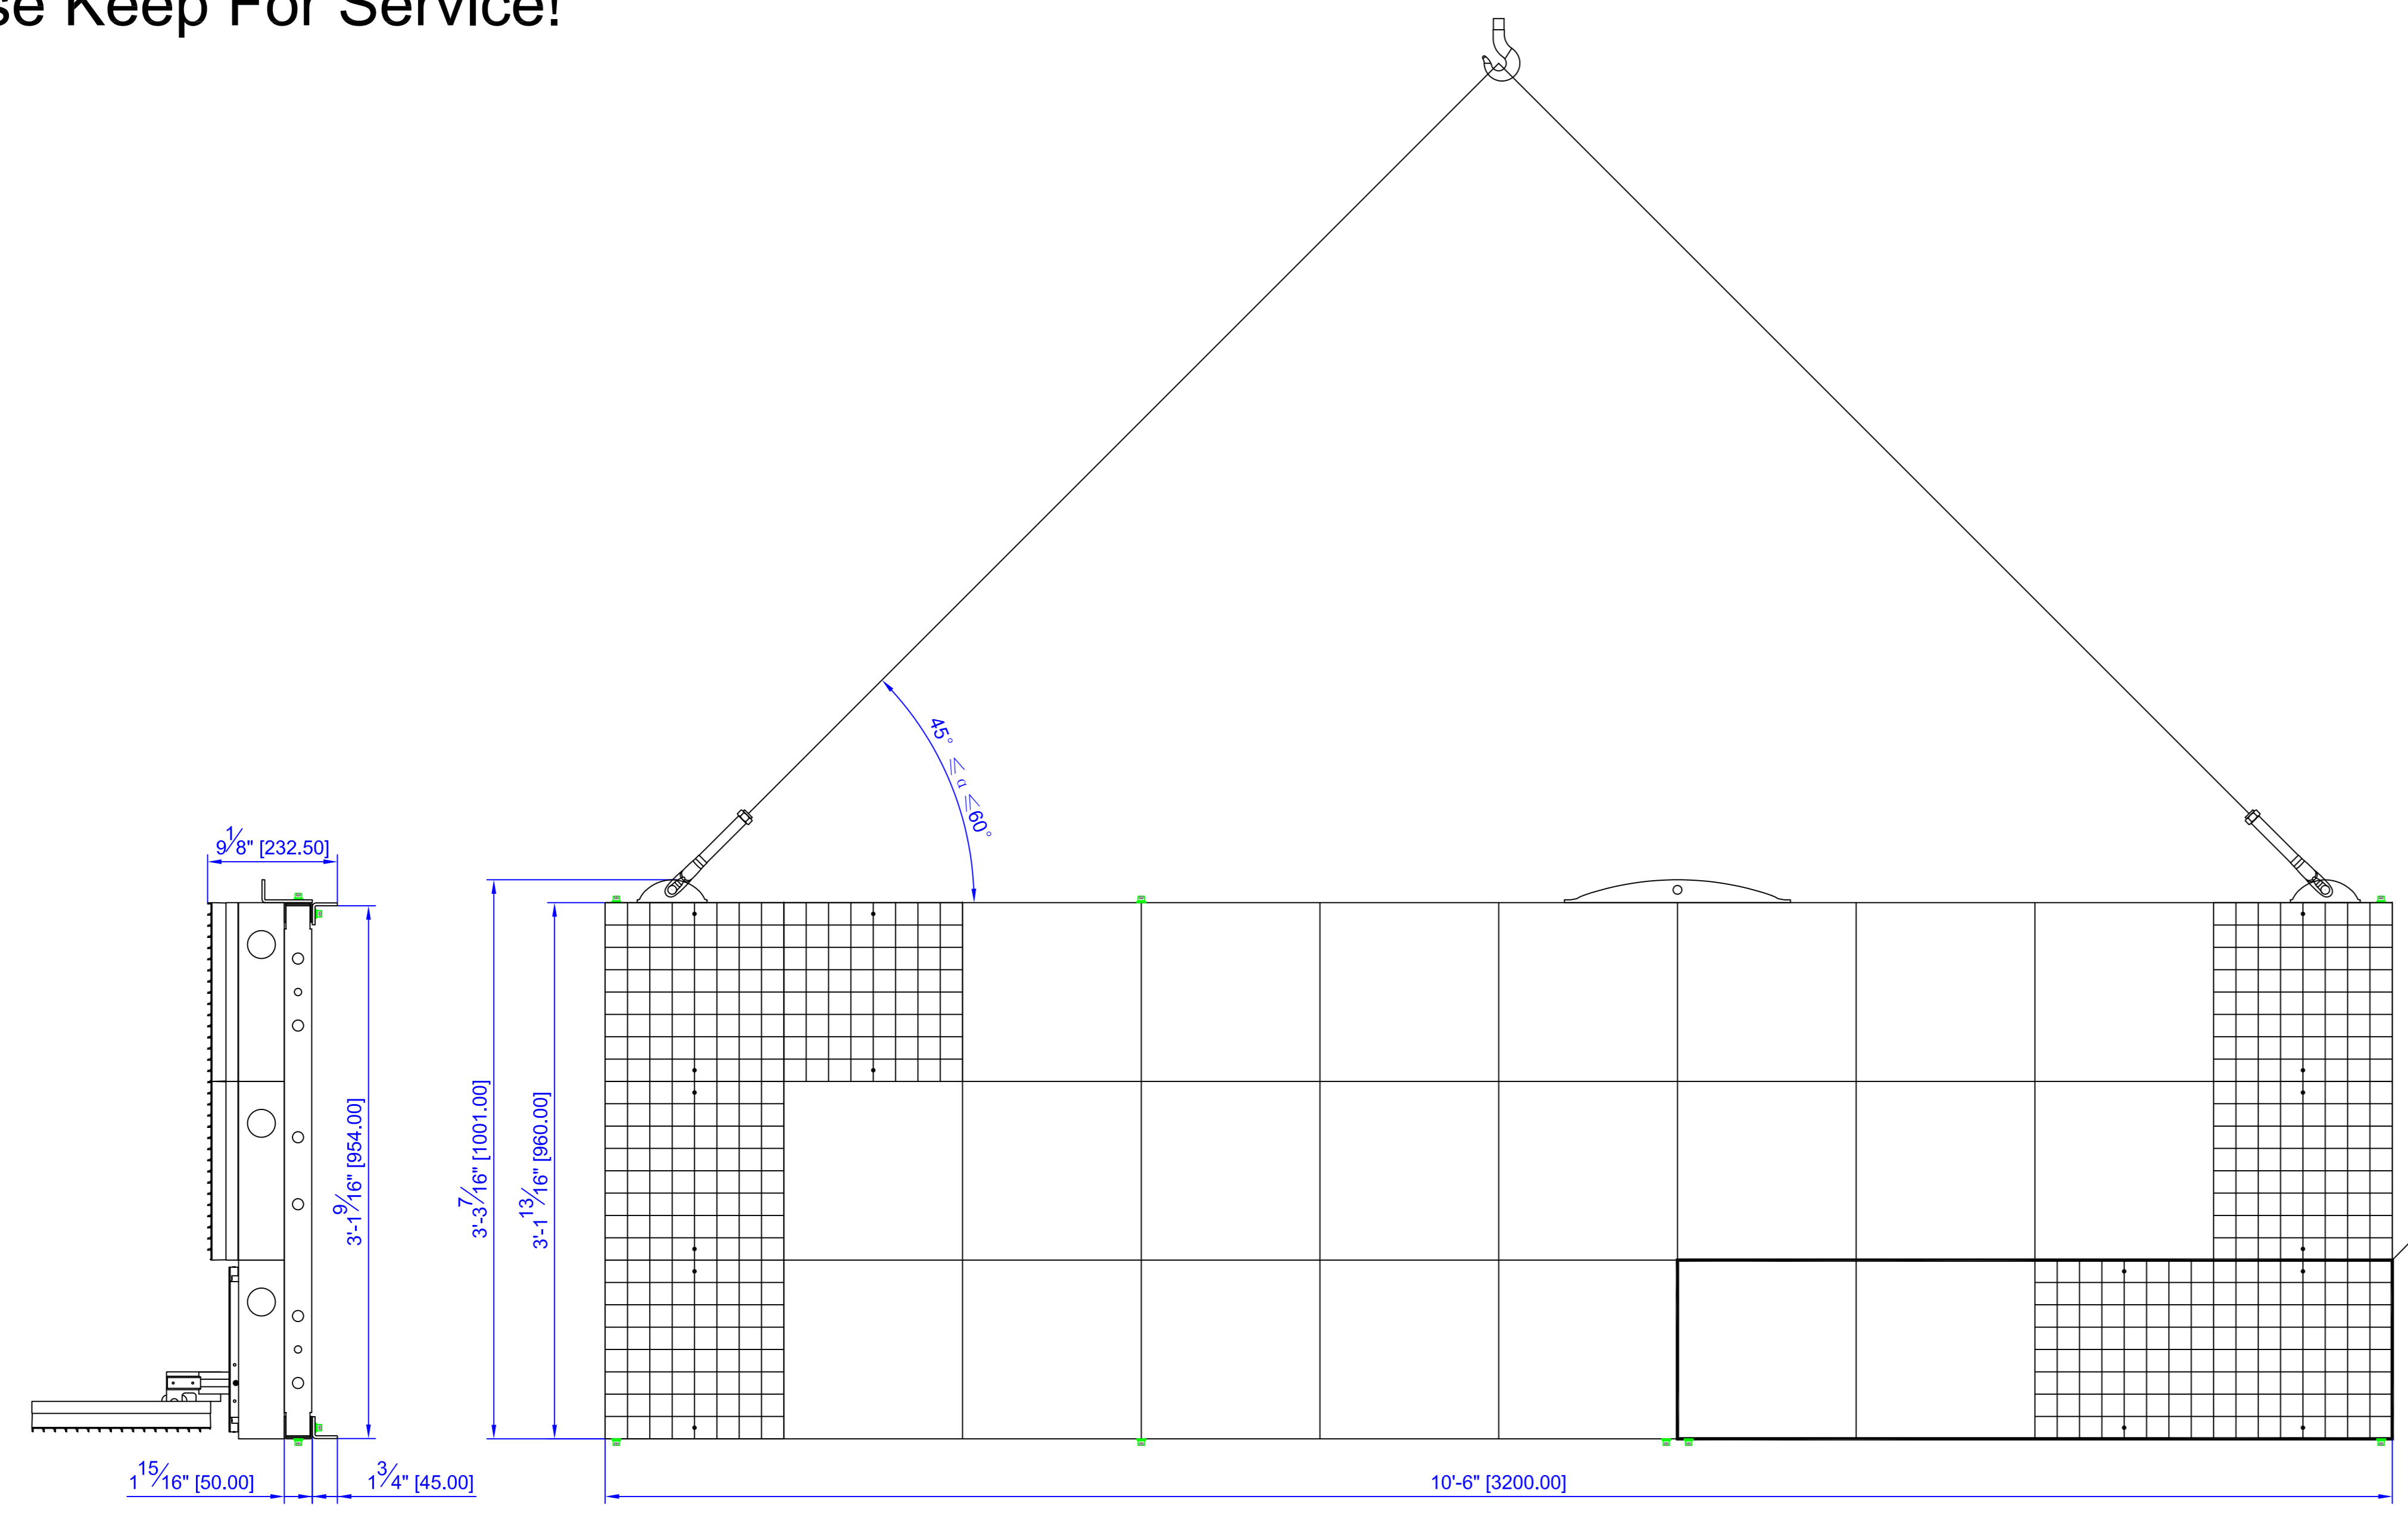 se Keep For Service!
45° ≤ α ≤60°
9 1/8" [232.50]
3'-1 9/16" [954.00]
3'-3 7/16" [1001.00]
3'-1 13/16" [960.00]
1 15/16" [50.00]
1 3/4" [45.00]
10'-6" [3200.00]